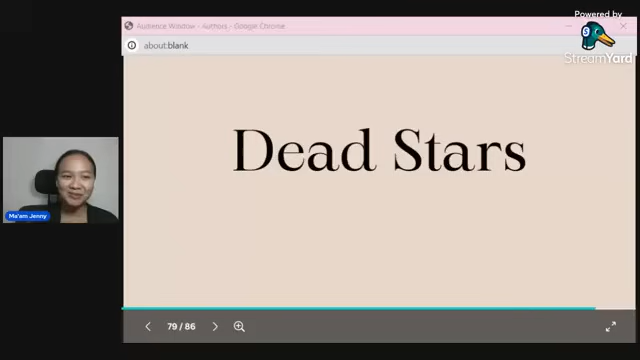 Powered by
StreamYard
Audience Window - Authors - Google Chrome
about:blank
Dead Stars
Ma'am Jenny
79 / 86